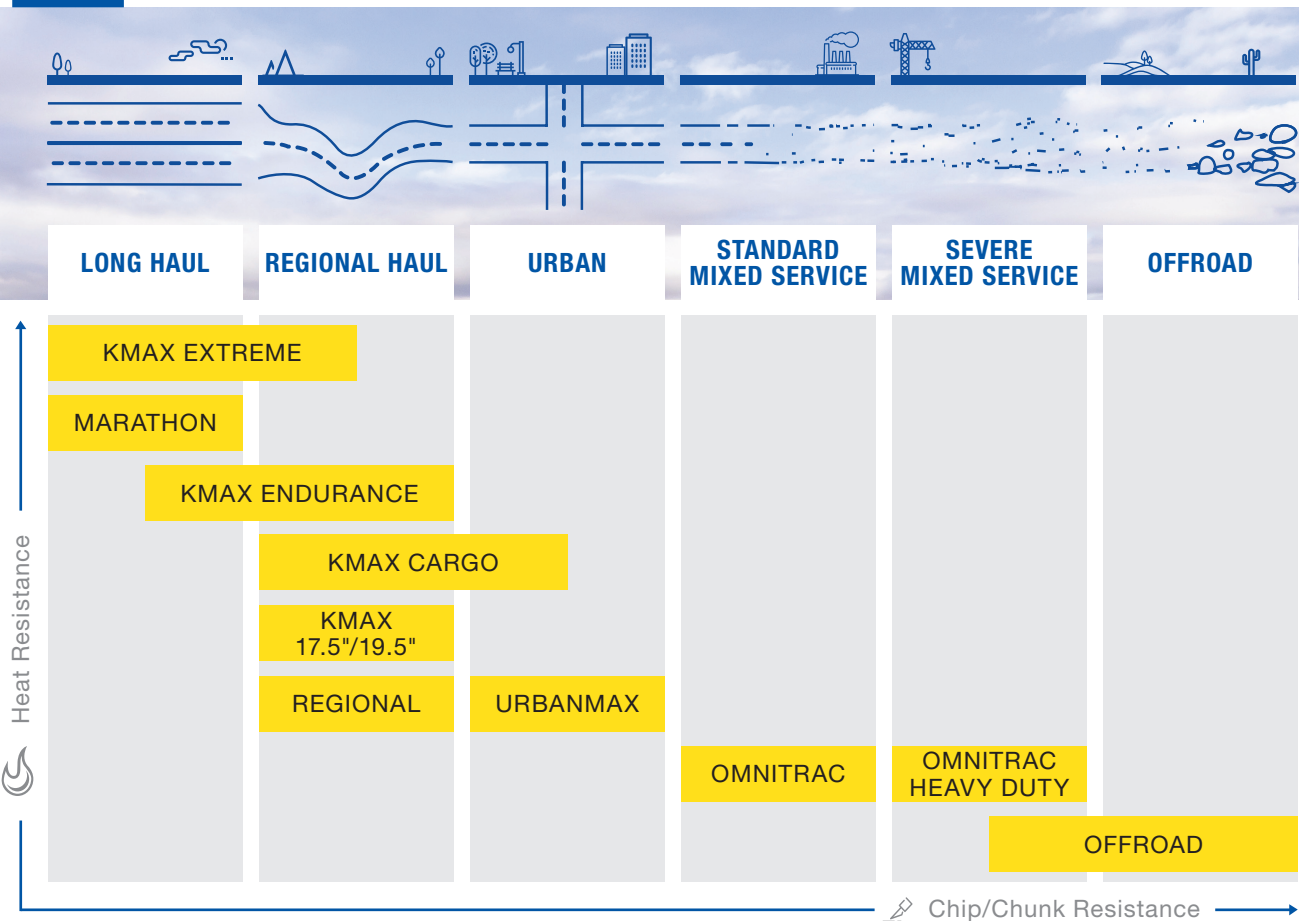 LONG HAUL
REGIONAL HAUL
URBAN
STANDARD
MIXED SERVICE
SEVERE
MIXED SERVICE
OFFROAD
KMAX EXTREME
MARATHON
KMAX ENDURANCE
KMAX CARGO
KMAX
17.5"/19.5"
REGIONAL
URBANMAX
OMNITRAC
OMNITRAC
HEAVY DUTY
OFFROAD
Heat Resistance
Chip/Chunk Resistance